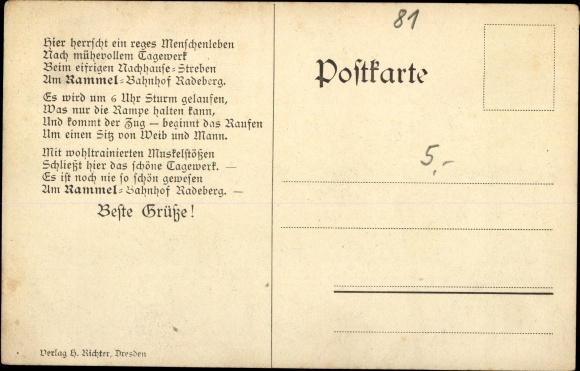 Hier herrscht ein reges Menschenleben
Nach mühevollem Tagewerk
Beim eifrigen Nachhause-Streben
Am Rammel-Bahnhof Radeberg.
Es wird um 6 Uhr Sturm gelaufen,
Was nur die Rampe halten kann,
Und kommt der Zug — beginnt das Raufen
Um einen Sitz von Weib und Mann.
Mit wohltrainierten Muskelstößen
Schließt hier das schöne Tagewerk. —
Es ist noch nie so schön gewesen
Am Rammel-Bahnhof Radeberg. —
Beste Grüße!
Verlag H. Richter, Dresden
81
Postkarte
5,-